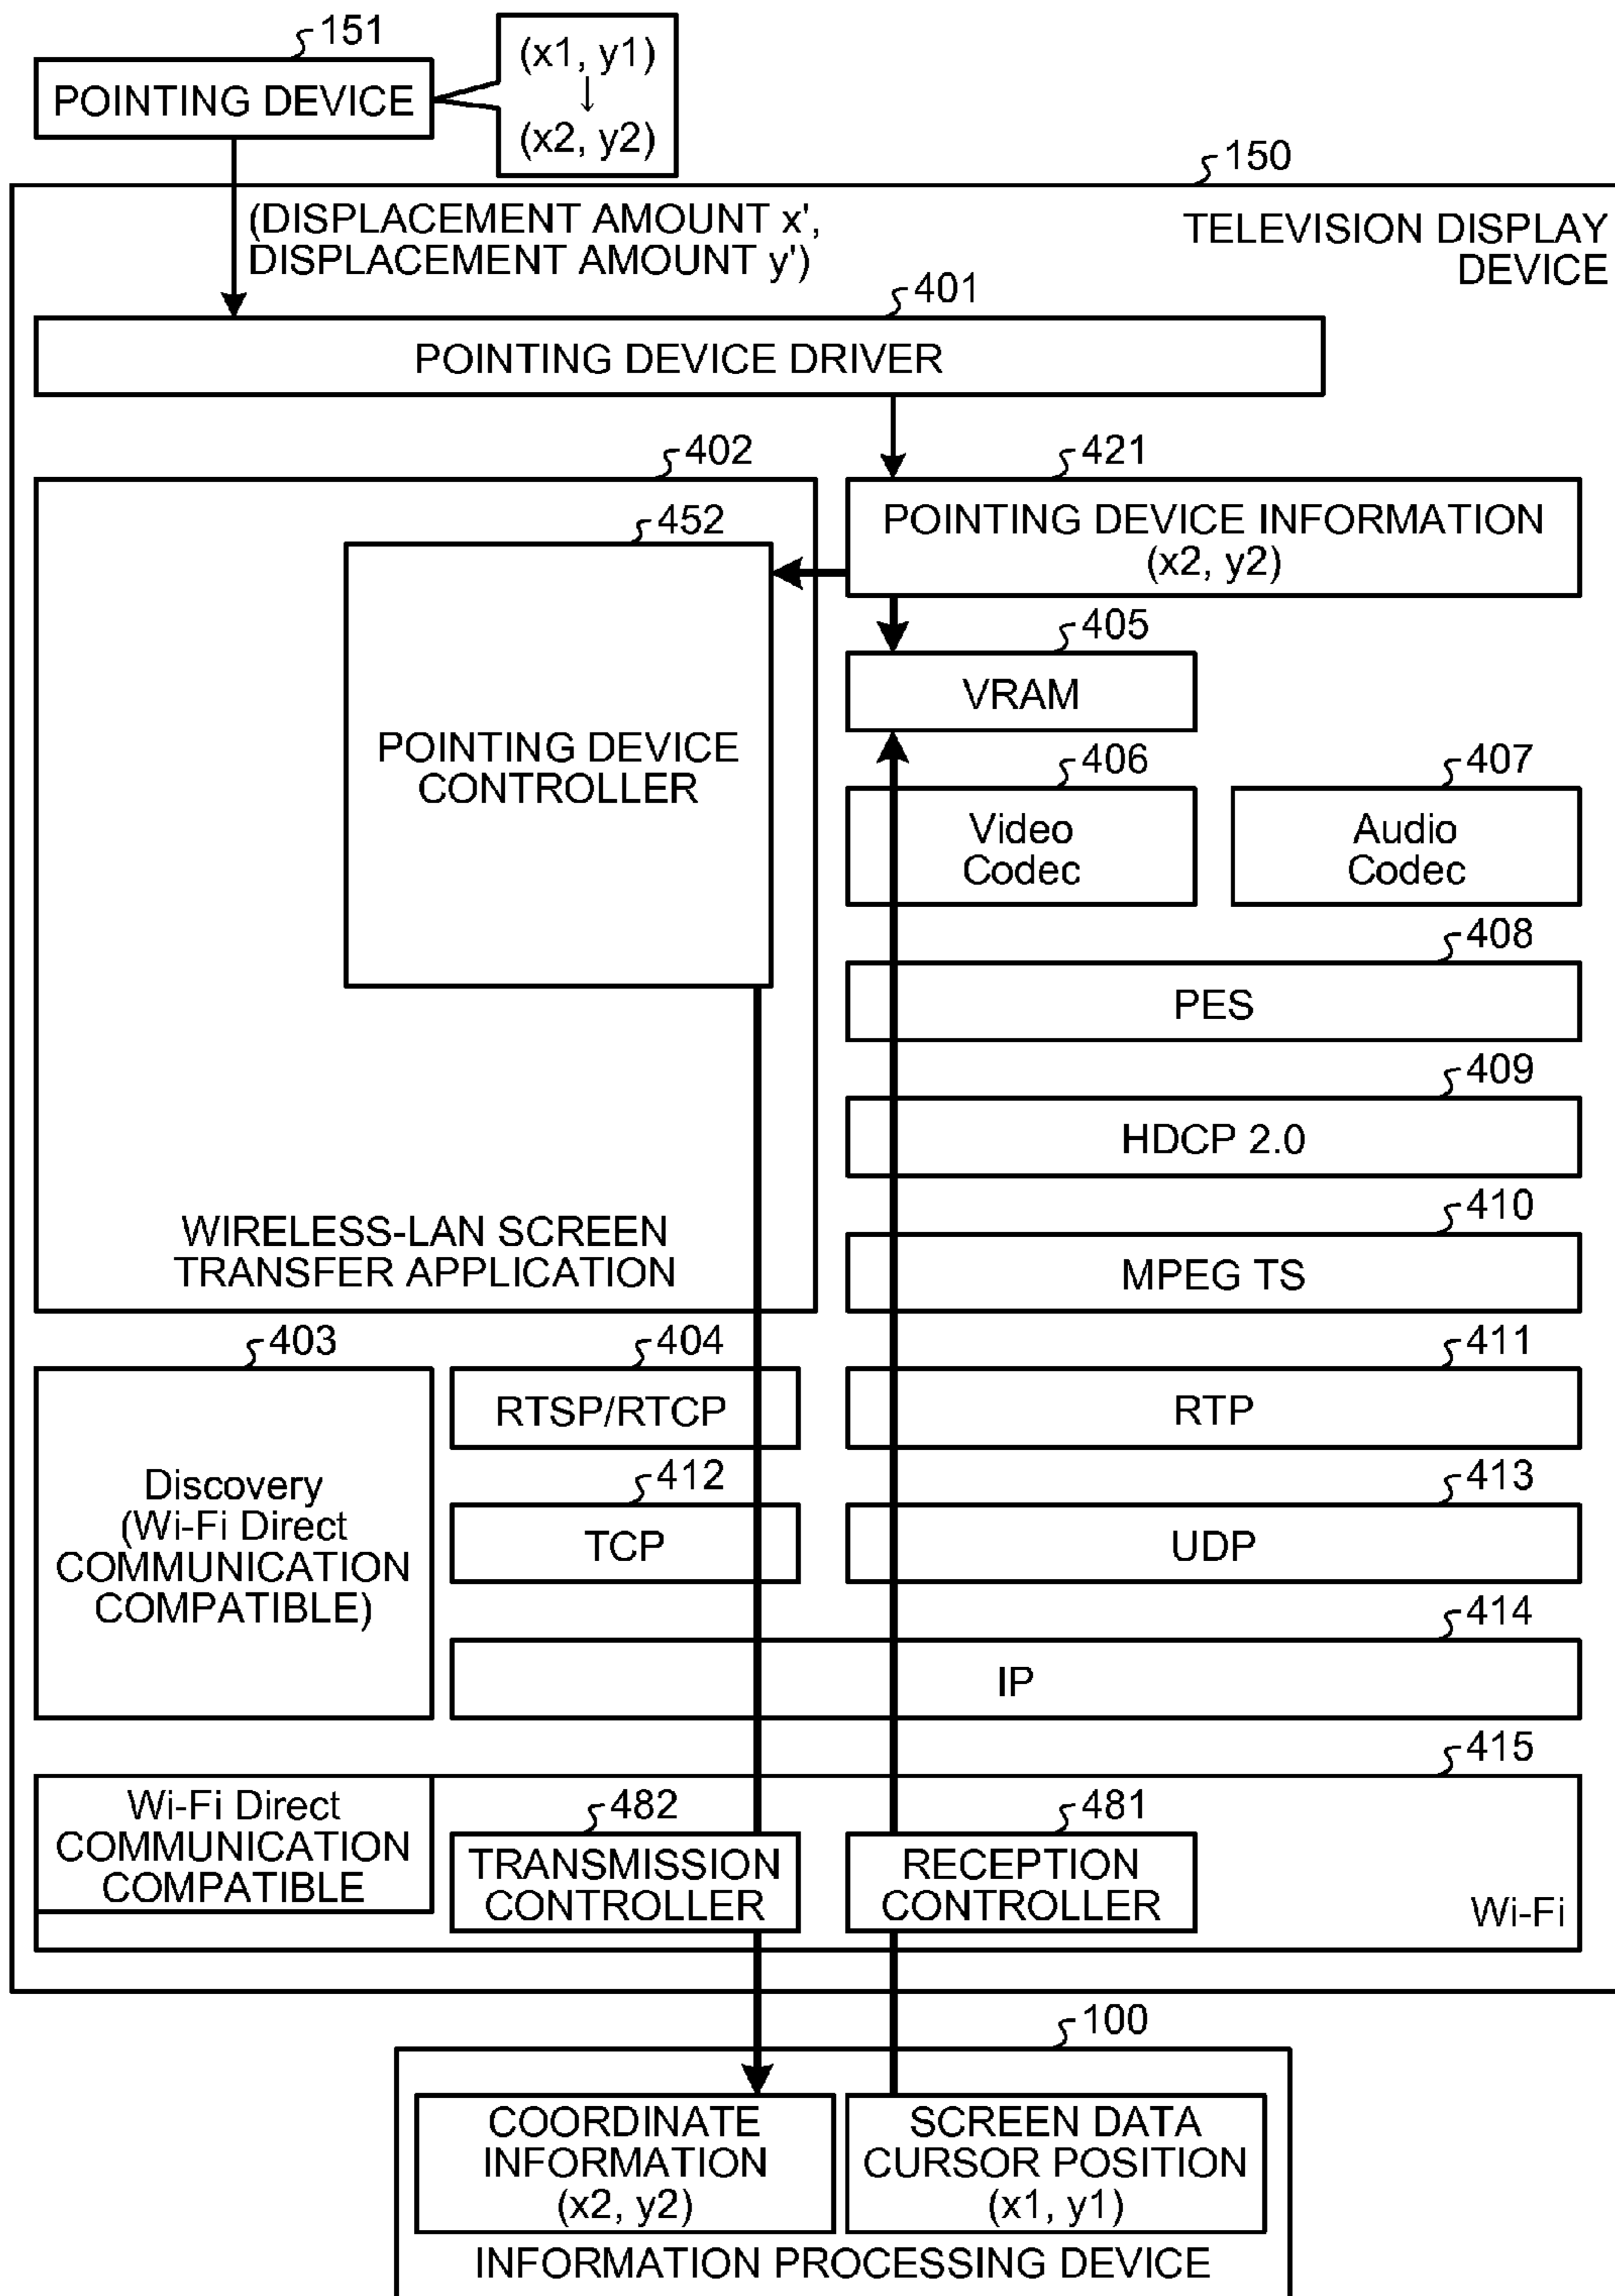 151
POINTING DEVICE
(x1, y1)
↓
(x2, y2)
150
TELEVISION DISPLAY
DEVICE
(DISPLACEMENT AMOUNT x',
DISPLACEMENT AMOUNT y')
401
POINTING DEVICE DRIVER
402
421
POINTING DEVICE INFORMATION
(x2, y2)
452
POINTING DEVICE
CONTROLLER
405
VRAM
406
Video
Codec
407
Audio
Codec
408
PES
409
HDCP 2.0
WIRELESS-LAN SCREEN
TRANSFER APPLICATION
410
MPEG TS
403
Discovery
(Wi-Fi Direct
COMMUNICATION
COMPATIBLE)
404
RTSP/RTCP
411
RTP
412
TCP
413
UDP
414
IP
415
Wi-Fi Direct
COMMUNICATION
COMPATIBLE
482
TRANSMISSION
CONTROLLER
481
RECEPTION
CONTROLLER
Wi-Fi
100
COORDINATE
INFORMATION
(x2, y2)
SCREEN DATA
CURSOR POSITION
(x1, y1)
INFORMATION PROCESSING DEVICE